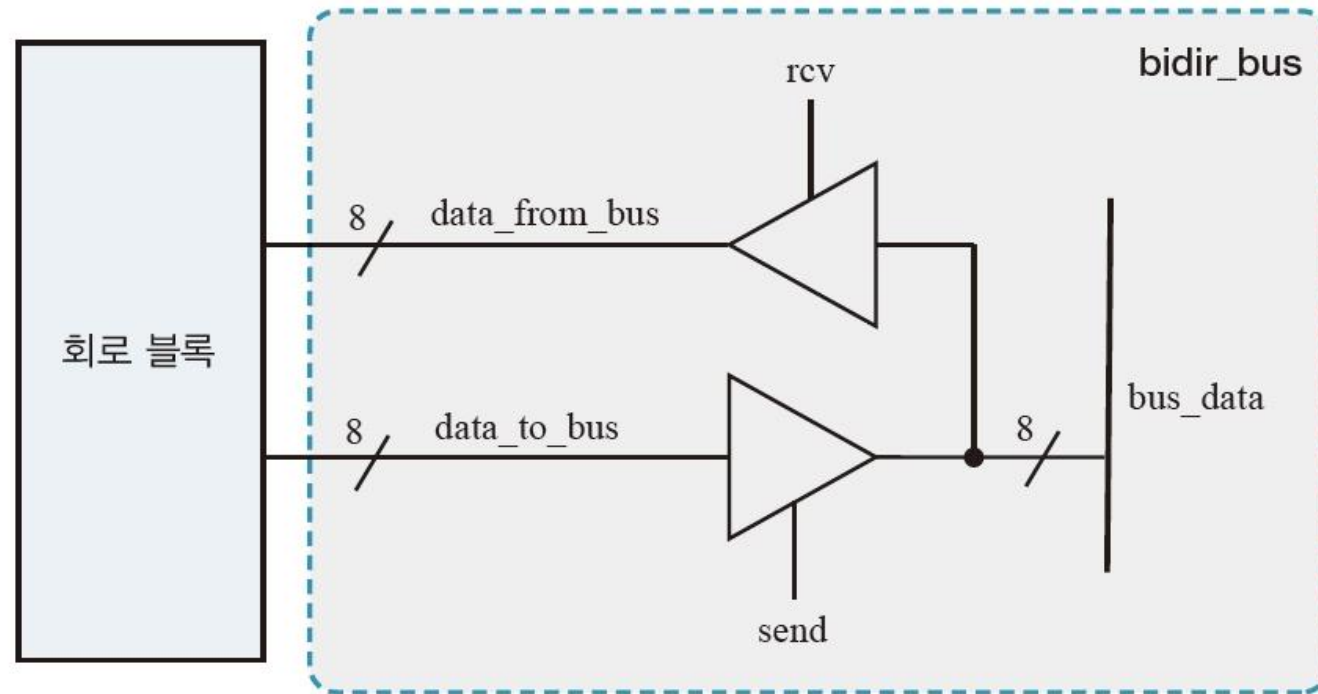 bidir_bus
rcv
8
data_from_bus
회로 블록
8
data_to_bus
8
bus_data
send